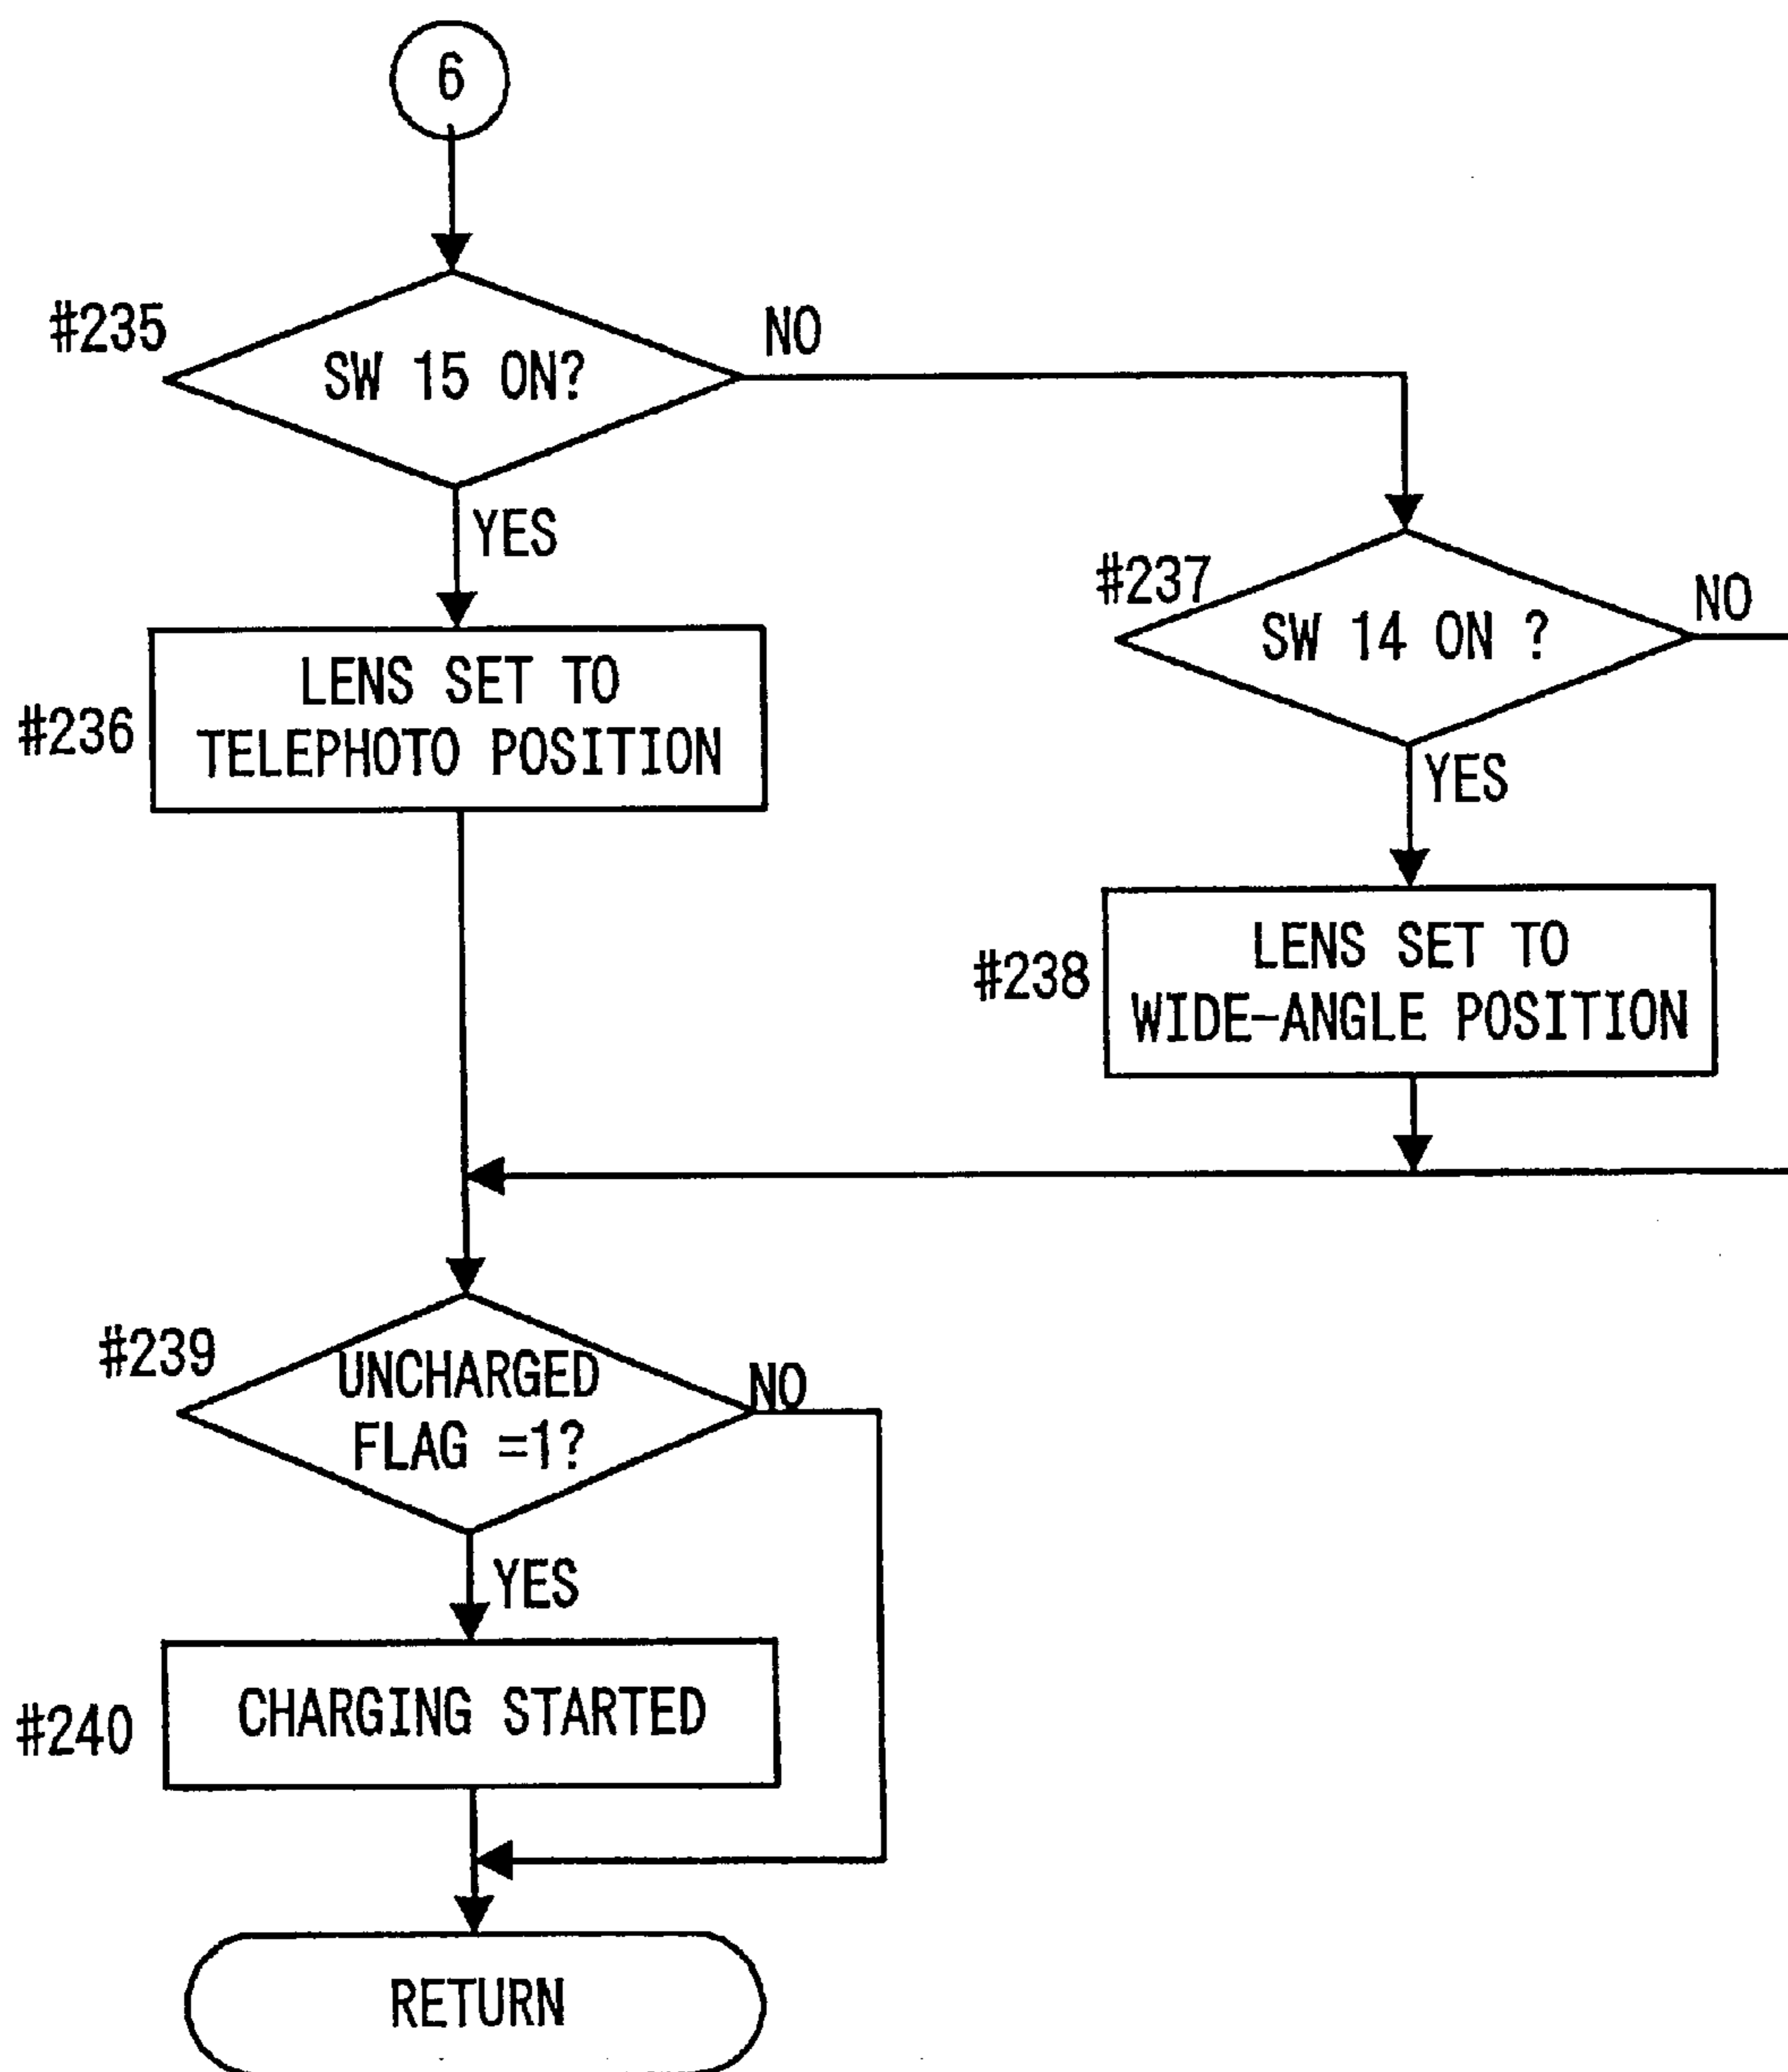 6
#235
SW 15 ON?
NO
YES
#236
LENS SET TO
TELEPHOTO POSITION
#237
SW 14 ON ?
NO
YES
#238
LENS SET TO
WIDE-ANGLE POSITION
#239
UNCHARGED
FLAG =1?
NO
YES
#240
CHARGING STARTED
RETURN